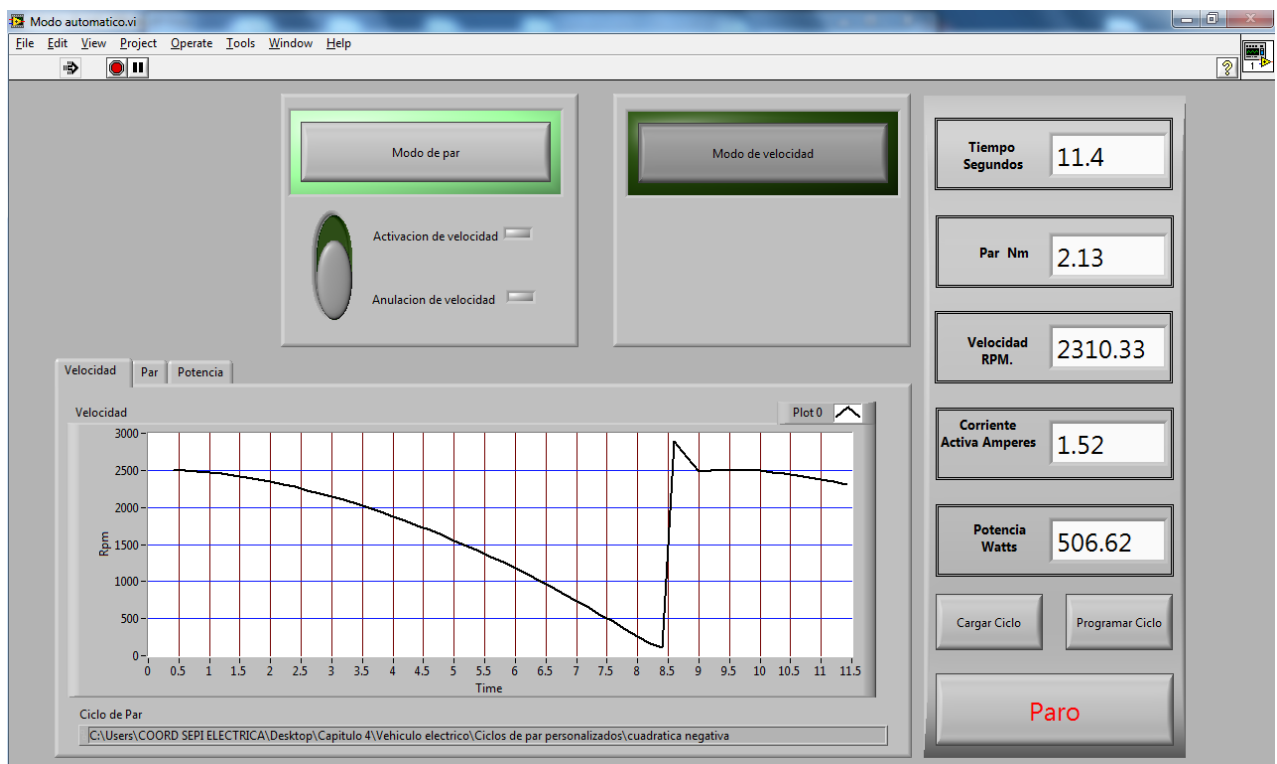 Modo automatico.vi
File Edit View Project Operate Tools Window Help
1
Modo de par
Activacion de velocidad
Anulacion de velocidad
Modo de velocidad
Tiempo
Segundos
11.4
Par Nm
2.13
Velocidad
RPM.
2310.33
Corriente
Activa Amperes
1.52
Potencia
Watts
506.62
Cargar Ciclo
Programar Ciclo
Paro
Velocidad Par Potencia
Velocidad
Plot 0
3000
2500
2000
1500
1000
500
0
Rpm
0 0.5 1 1.5 2 2.5 3 3.5 4 4.5 5 5.5 6 6.5 7 7.5 8 8.5 9 9.5 10 10.5 11 11.5
Time
Ciclo de Par
C:\Users\COORD SEPI ELECTRICA\Desktop\Capitulo 4\Vehiculo electrico\Ciclos de par personalizados\cuadratica negativa